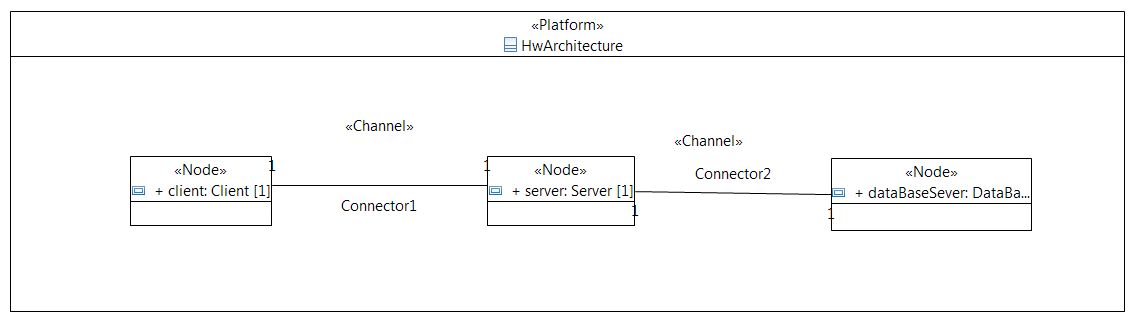 «Platform»
HwArchitecture
«Channel»
«Channel»
«Node»
+ client: Client [1]
1
1
Connector1
«Node»
+ server: Server [1]
1
Connector2
1
«Node»
+ dataBaseSever: DataBa...